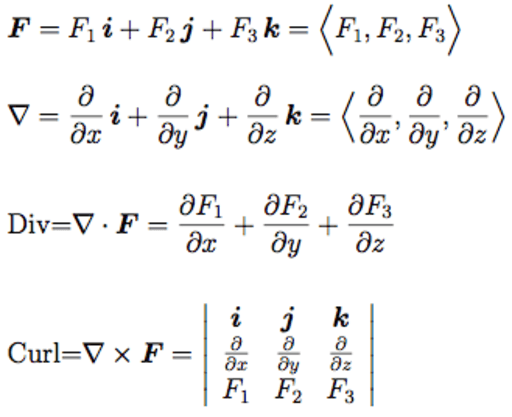 𝑭 = F₁ 𝒊 + F₂ 𝒋 + F₃ 𝒌 = ⟨F₁, F₂, F₃⟩
∇ = ∂/∂x 𝒊 + ∂/∂y 𝒋 + ∂/∂z 𝒌 = ⟨∂/∂x, ∂/∂y, ∂/∂z⟩
Div=∇ · 𝑭 = ∂F₁/∂x + ∂F₂/∂y + ∂F₃/∂z
Curl=∇ × 𝑭 = | 𝒊 𝒋 𝒌 |
| ∂/∂x ∂/∂y ∂/∂z |
| F₁ F₂ F₃ |